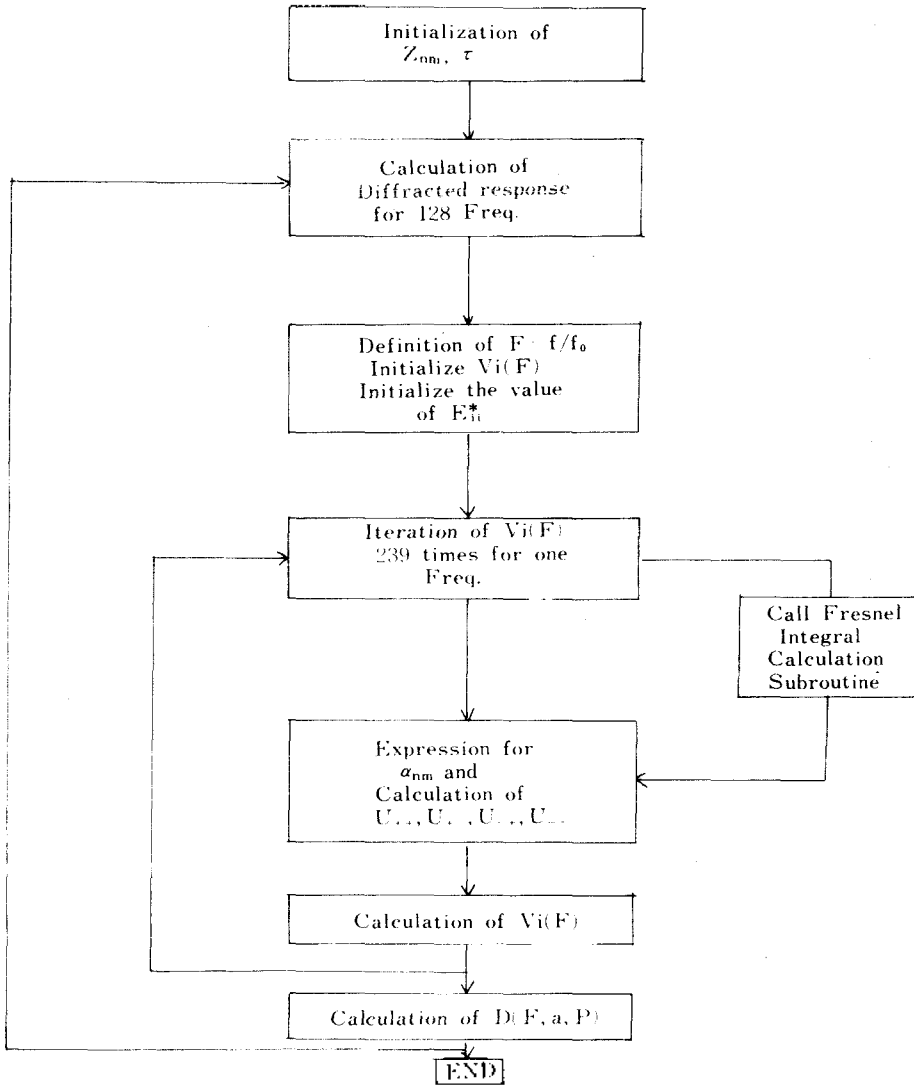 Initialization of
Znm, τ
Calculation of
Diffracted response
for 128 Freq.
Definition of F f/f₀
Initialize Vi(F)
Initialize the value
of
Iteration of Vi(F)
239 times for one
Freq.
Call Fresnel
Integral
Calculation
Subroutine
Expression for
αnm and
Calculation of
Calculation of Vi(F)
Calculation of D(F, a, P)
END